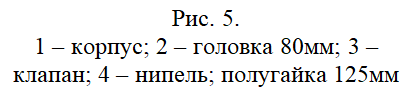 Рис. 5.
1 – корпус; 2 – головка 80мм; 3 –
клапан; 4 – нипель; полугайка 125мм